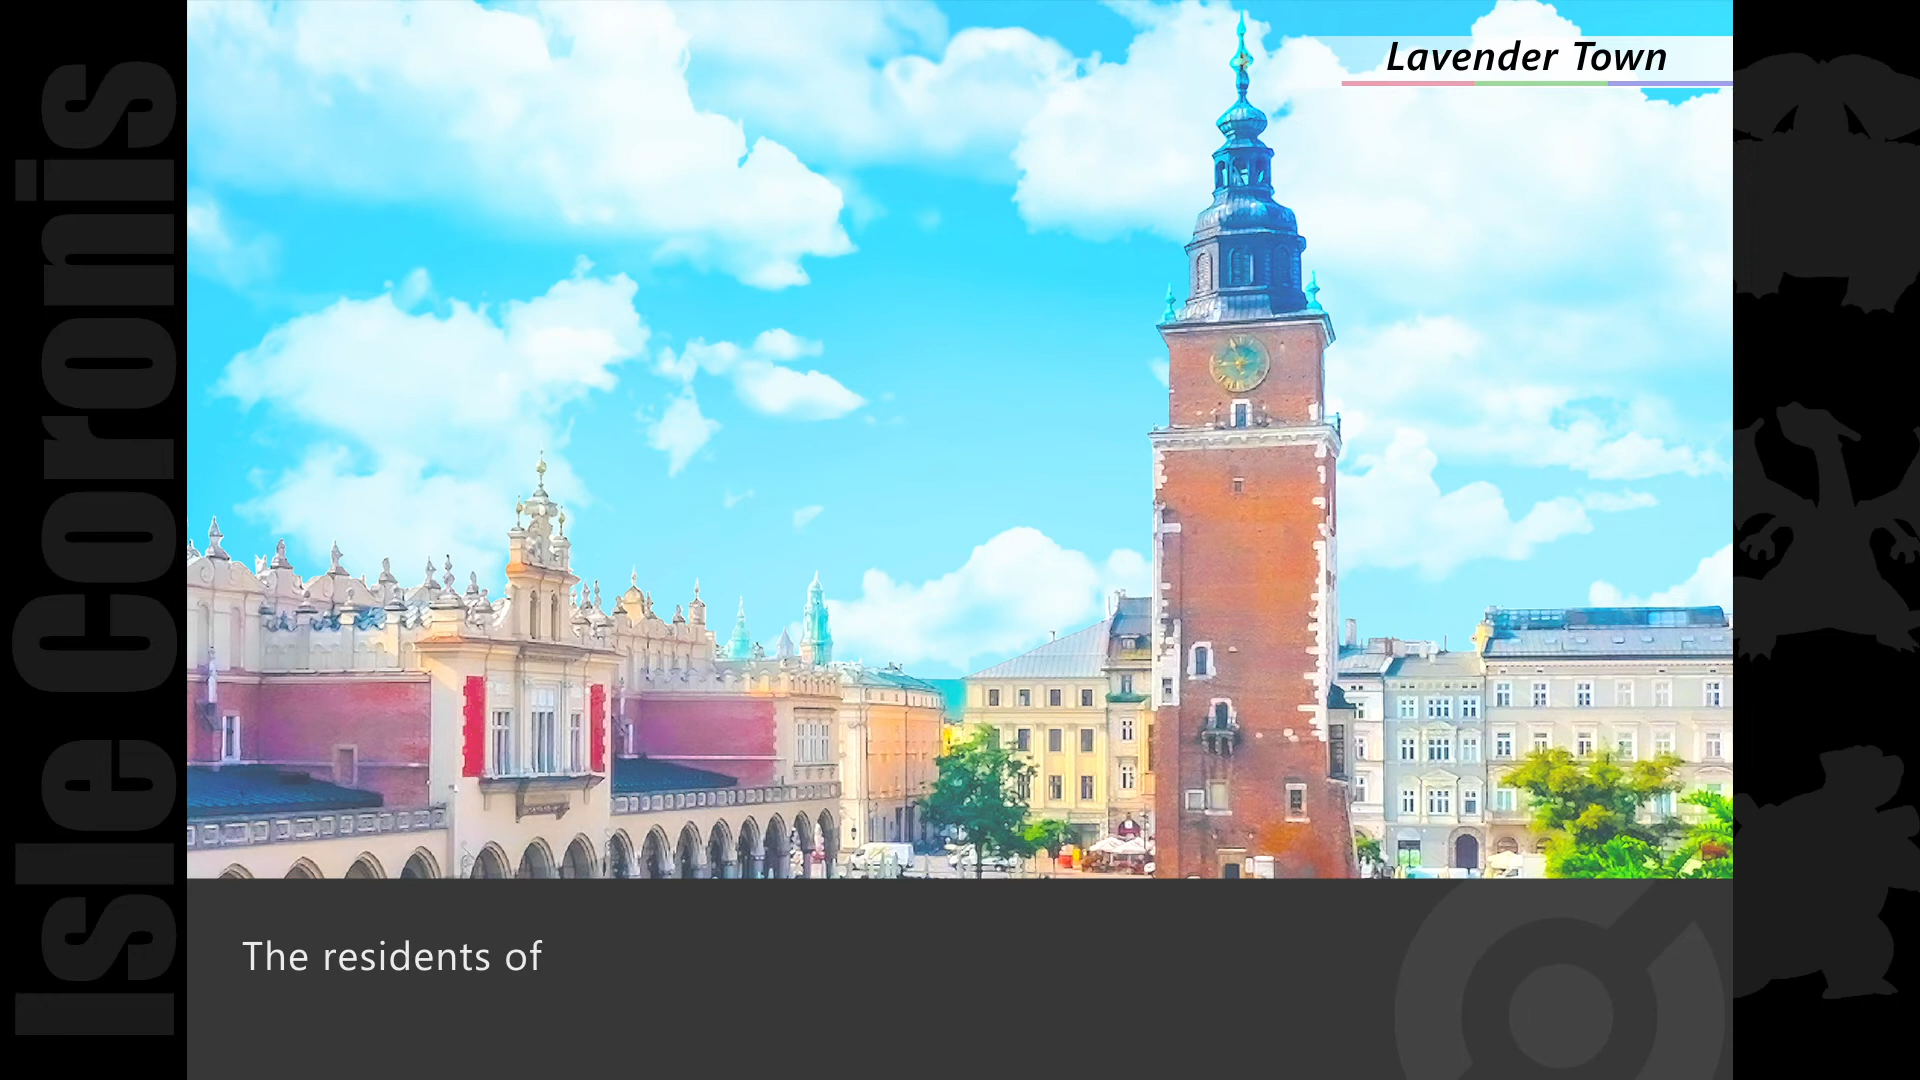 Isle Coronis
Lavender Town
The residents of